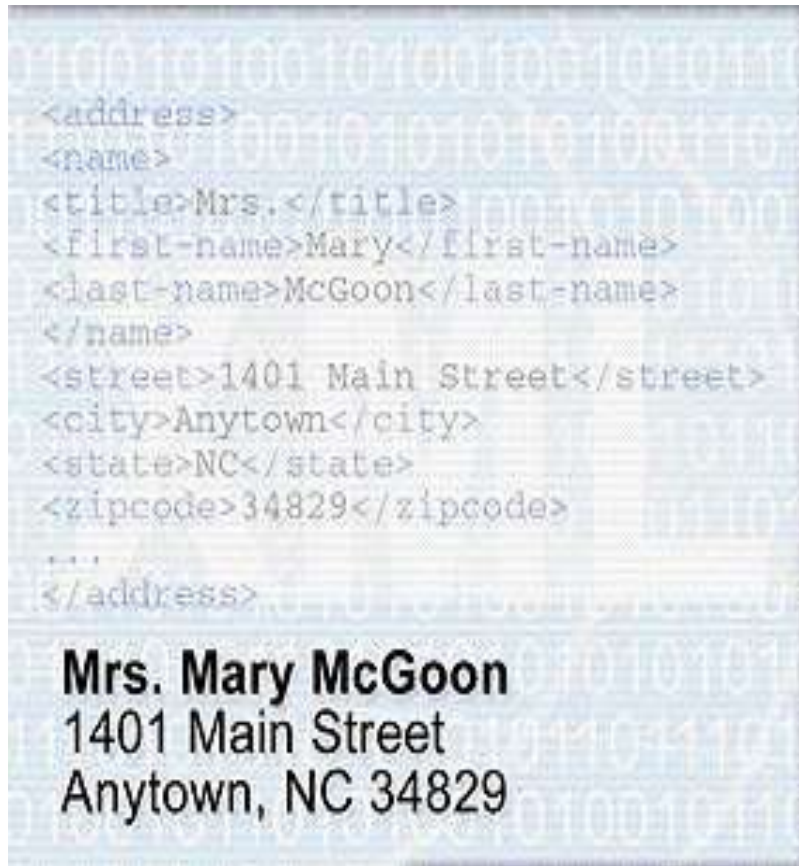 <address>
<name>
<title>Mrs.</title>
<first-name>Mary</first-name>
<last-name>McGoon</last-name>
</name>
<street>1401 Main Street</street>
<city>Anytown</city>
<state>NC</state>
<zipcode>34829</zipcode>
...
</address>
Mrs. Mary McGoon
1401 Main Street
Anytown, NC 34829